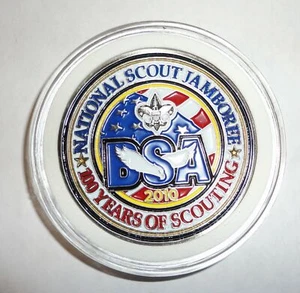 NATIONAL SCOUT JAMBOREE
BSA
2010
100 YEARS OF SCOUTING